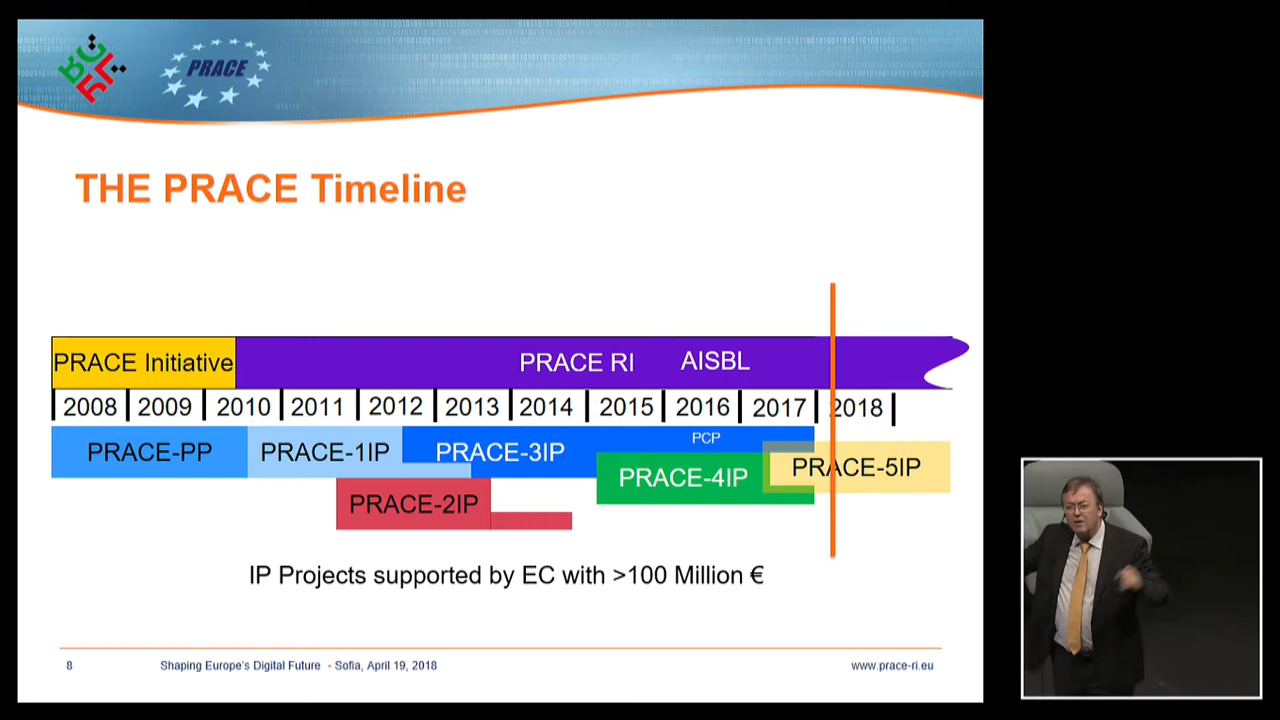 PRACE
THE PRACE Timeline
PRACE Initiative
PRACE RI AISBL
2008 2009 2010 2011 2012 2013 2014 2015 2016 2017 2018
PRACE-PP PRACE-1IP PRACE-3IP PCP
PRACE-4IP PRACE-5IP
PRACE-2IP
IP Projects supported by EC with >100 Million €
8 Shaping Europe's Digital Future - Sofia, April 19, 2018 www.prace-ri.eu